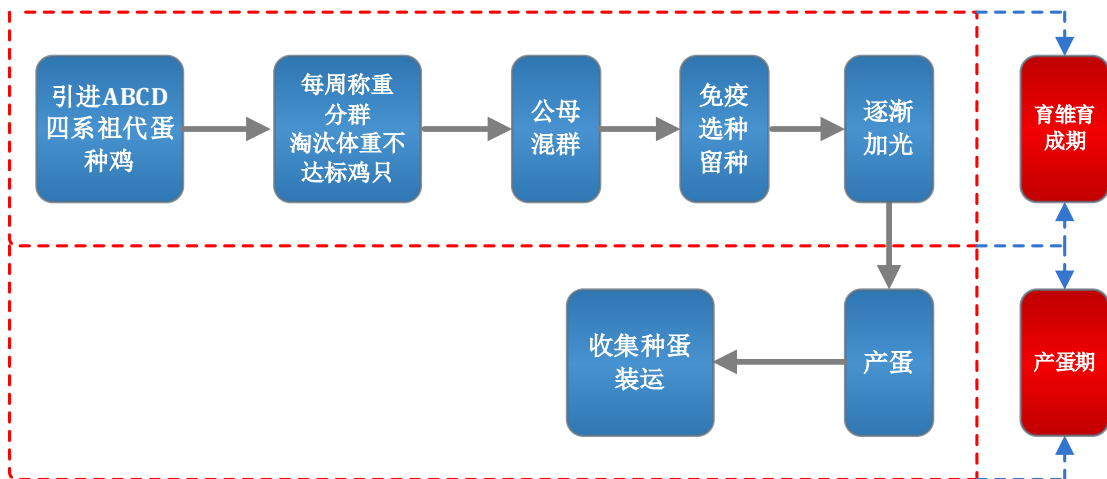 引进ABCD
四系祖代蛋
种鸡
每周称重
分群
淘汰体重不
达标鸡只
公母
混群
免疫
选种
留种
逐渐
加光
育雏育
成期
收集种蛋
装运
产蛋
产蛋期